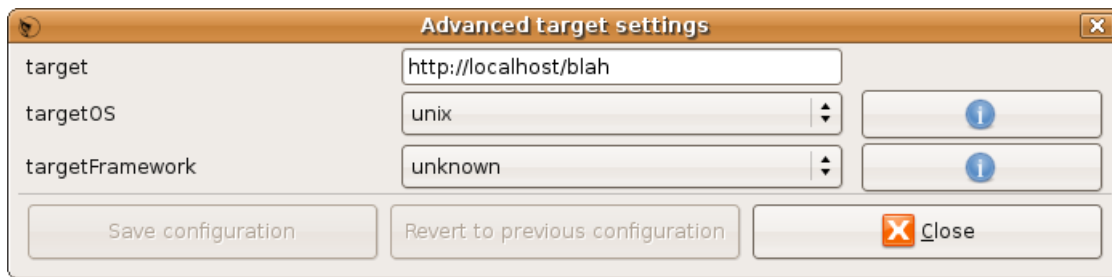 Advanced target settings
target http://localhost/blah
targetOS unix
targetFramework unknown
Save configuration Revert to previous configuration Close